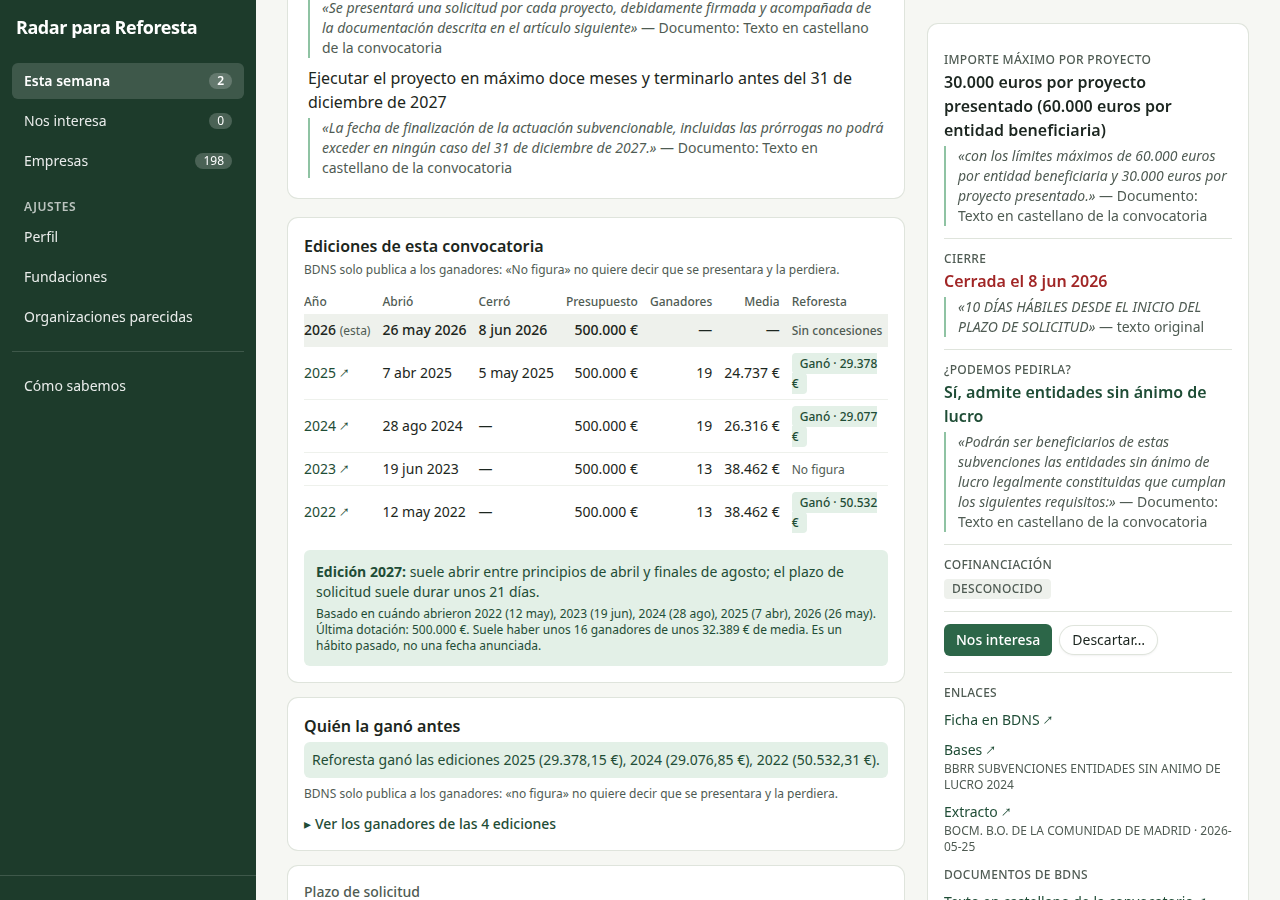 Radar para Reforesta
Esta semana 2
Nos interesa 0
Empresas 198
AJUSTES
Perfil
Fundaciones
Organizaciones parecidas
Cómo sabemos
«Se presentará una solicitud por cada proyecto, debidamente firmada y acompañada de
la documentación descrita en el artículo siguiente» — Documento: Texto en castellano
de la convocatoria
Ejecutar el proyecto en máximo doce meses y terminarlo antes del 31 de
diciembre de 2027
«La fecha de finalización de la actuación subvencionable, incluidas las prórrogas no podrá
exceder en ningún caso del 31 de diciembre de 2027.» — Documento: Texto en
castellano de la convocatoria
Ediciones de esta convocatoria
BDNS solo publica a los ganadores: «No figura» no quiere decir que se presentara y la perdiera.
Año Abrió Cerró Presupuesto Ganadores Media Reforesta
2026 (esta) 26 may 2026 8 jun 2026 500.000 € — — Sin concesiones
2025 ↗ 7 abr 2025 5 may 2025 500.000 € 19 24.737 € Ganó · 29.378
€
2024 ↗ 28 ago 2024 — 500.000 € 19 26.316 € Ganó · 29.077
€
2023 ↗ 19 jun 2023 — 500.000 € 13 38.462 € No figura
2022 ↗ 12 may 2022 — 500.000 € 13 38.462 € Ganó · 50.532
€
Edición 2027: suele abrir entre principios de abril y finales de agosto; el plazo de
solicitud suele durar unos 21 días.
Basado en cuándo abrieron 2022 (12 may), 2023 (19 jun), 2024 (28 ago), 2025 (7 abr), 2026 (26 may).
Última dotación: 500.000 €. Suele haber unos 16 ganadores de unos 32.389 € de media. Es un
hábito pasado, no una fecha anunciada.
Quién la ganó antes
Reforesta ganó las ediciones 2025 (29.378,15 €), 2024 (29.076,85 €), 2022 (50.532,31 €).
BDNS solo publica a los ganadores: «no figura» no quiere decir que se presentara y la perdiera.
▸ Ver los ganadores de las 4 ediciones
Plazo de solicitud
IMPORTE MÁXIMO POR PROYECTO
30.000 euros por proyecto
presentado (60.000 euros por
entidad beneficiaria)
«con los límites máximos de 60.000 euros
por entidad beneficiaria y 30.000 euros por
proyecto presentado.» — Documento:
Texto en castellano de la convocatoria
CIERRE
Cerrada el 8 jun 2026
«10 DÍAS HÁBILES DESDE EL INICIO DEL
PLAZO DE SOLICITUD» — texto original
¿PODEMOS PEDIRLA?
Sí, admite entidades sin ánimo de
lucro
«Podrán ser beneficiarios de estas
subvenciones las entidades sin ánimo de
lucro legalmente constituidas que cumplan
los siguientes requisitos:» — Documento:
Texto en castellano de la convocatoria
COFINANCIACIÓN
DESCONOCIDO
Nos interesa Descartar...
ENLACES
Ficha en BDNS ↗
Bases ↗
BBRR SUBVENCIONES ENTIDADES SIN ANIMO DE
LUCRO 2024
Extracto ↗
BOCM. B.O. DE LA COMUNIDAD DE MADRID · 2026-
05-25
DOCUMENTOS DE BDNS
Texto en castellano de la convocatoria ↗